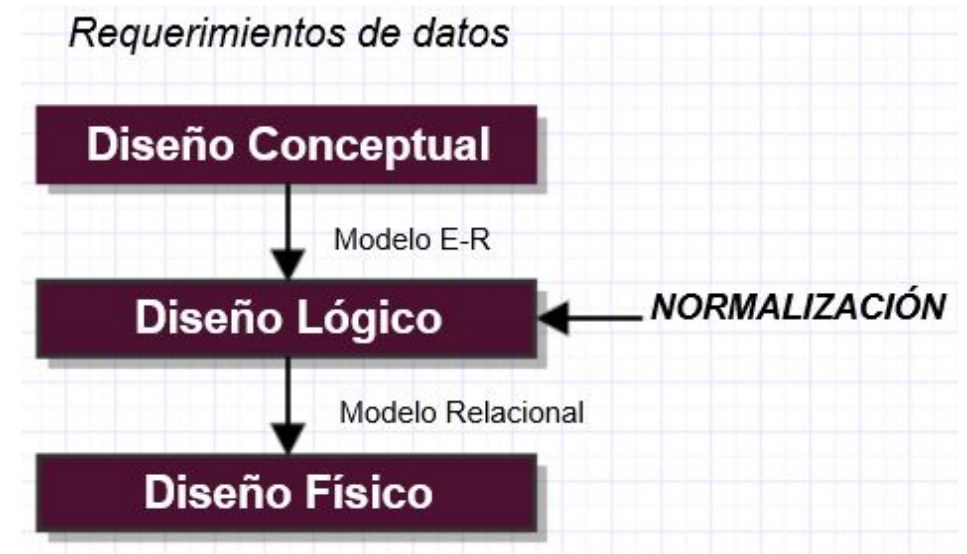 Requerimientos de datos
Diseño Conceptual
Modelo E-R
Diseño Lógico
NORMALIZACIÓN
Modelo Relacional
Diseño Físico